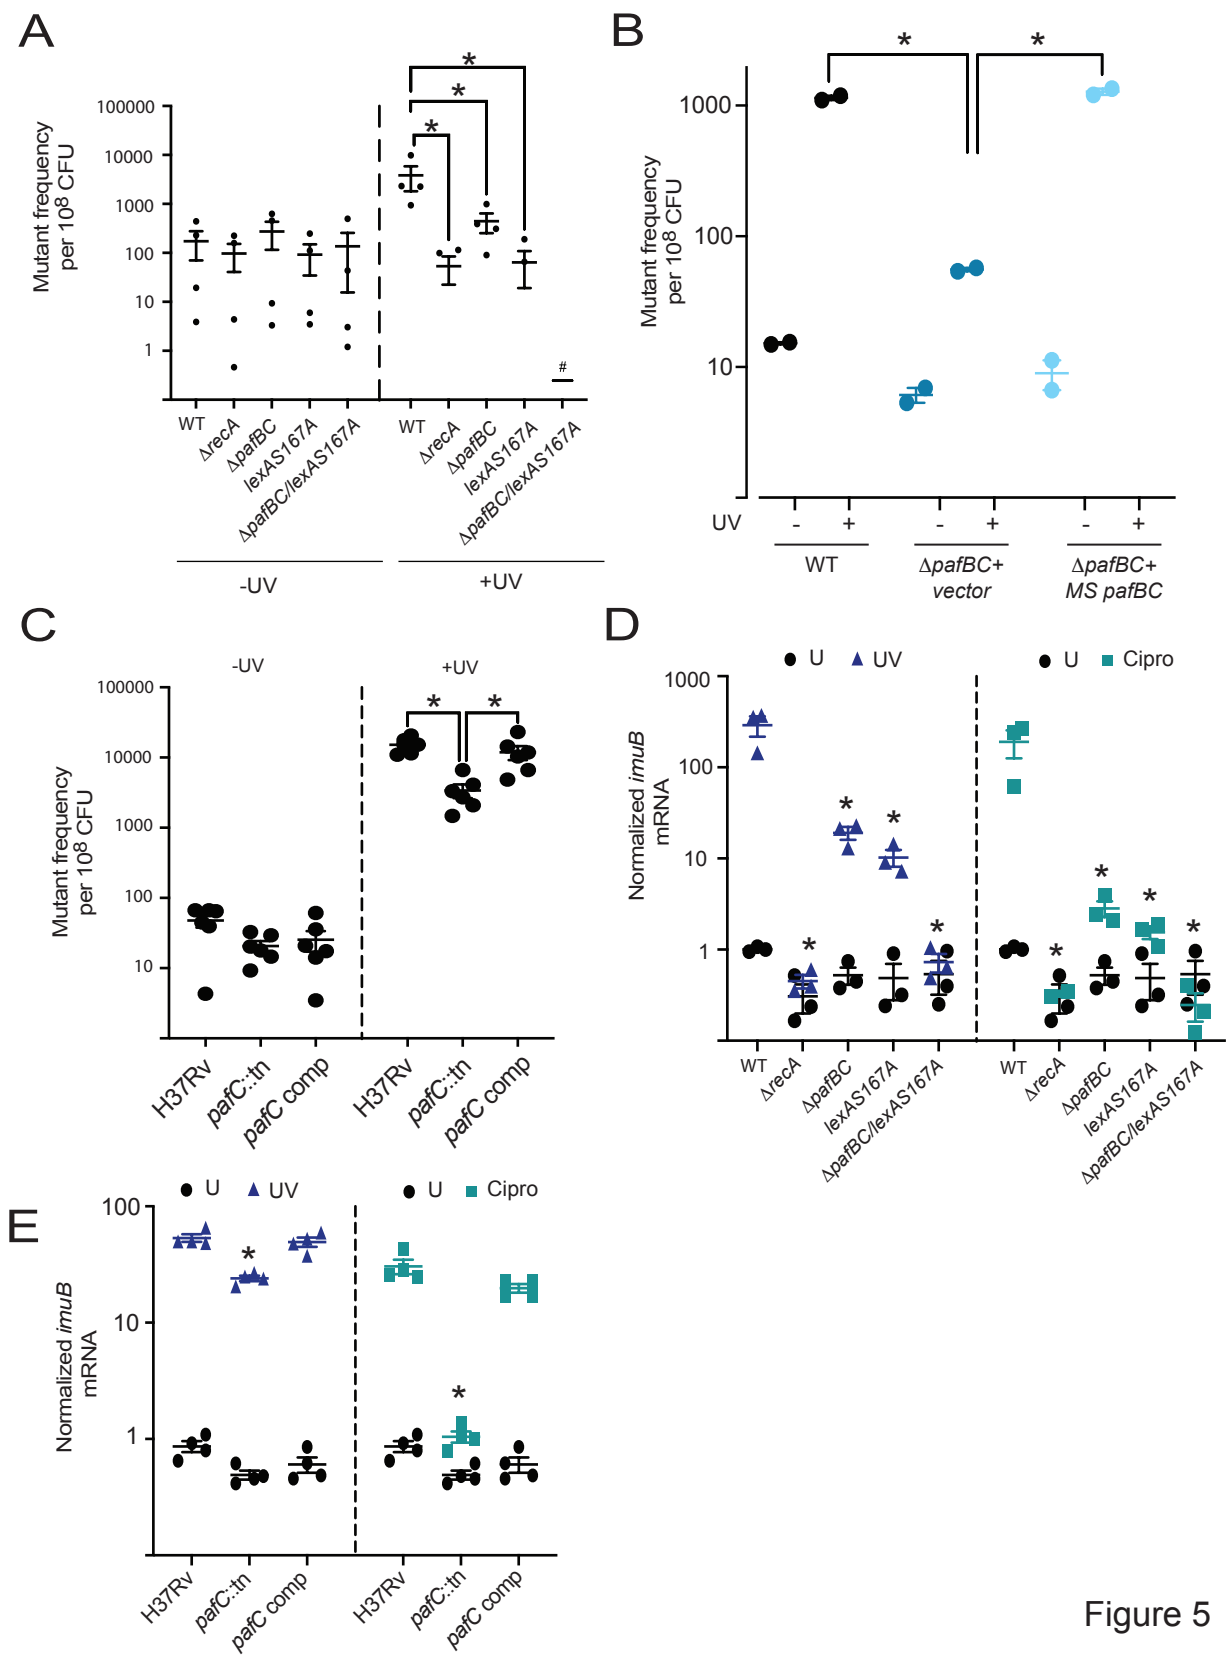 A
Mutant frequency
per 10⁸ CFU
100000
10000
1000
100
10
1
*
*
*
#
WT
ΔrecA
ΔpafBC
lexAS167A
ΔpafBC/lexAS167A
WT
ΔrecA
ΔpafBC
lexAS167A
ΔpafBC/lexAS167A
-UV
+UV
B
Mutant frequency
per 10⁸ CFU
1000
100
10
*
*
UV - + - + - +
WT
ΔpafBC+
vector
ΔpafBC+
MS pafBC
C
-UV
+UV
Mutant frequency
per 10⁸ CFU
100000
10000
1000
100
10
*
*
H37Rv
pafC::tn
pafC comp
H37Rv
pafC::tn
pafC comp
D
U UV
U Cipro
Normalized imuB
mRNA
1000
100
10
1
*
*
*
*
*
*
*
*
WT
ΔrecA
ΔpafBC
lexAS167A
ΔpafBC/lexAS167A
WT
ΔrecA
ΔpafBC
lexAS167A
ΔpafBC/lexAS167A
E
U UV
U Cipro
Normalized imuB
mRNA
100
10
1
*
*
H37Rv
pafC::tn
pafC comp
H37Rv
pafC::tn
pafC comp
Figure 5